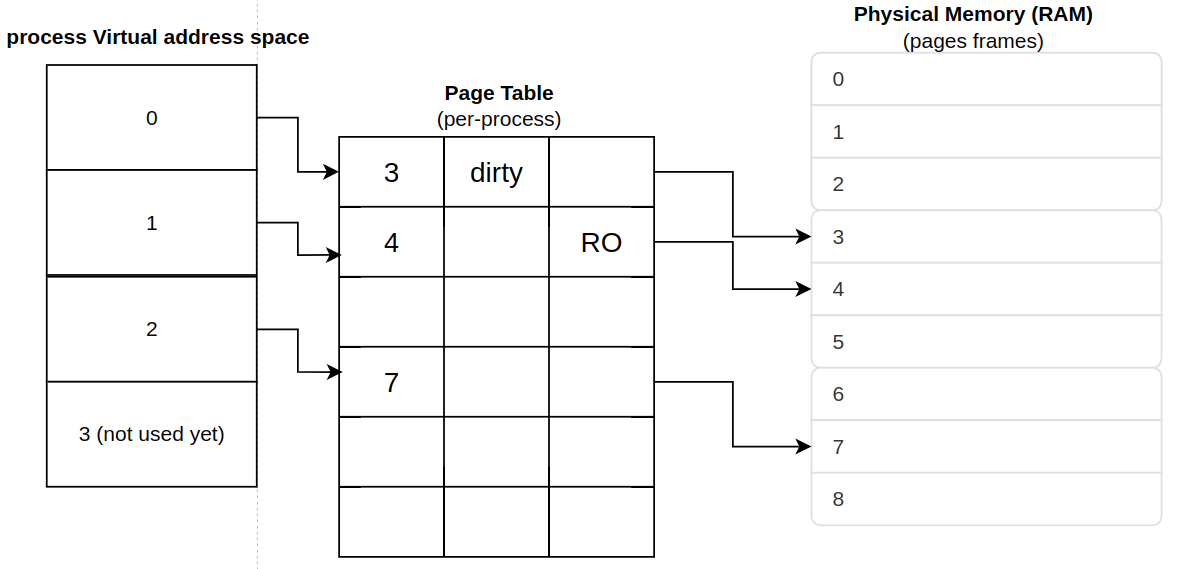 process Virtual address space
0
1
2
3 (not used yet)
Page Table
(per-process)
3 dirty
4 RO
7
Physical Memory (RAM)
(pages frames)
0
1
2
3
4
5
6
7
8